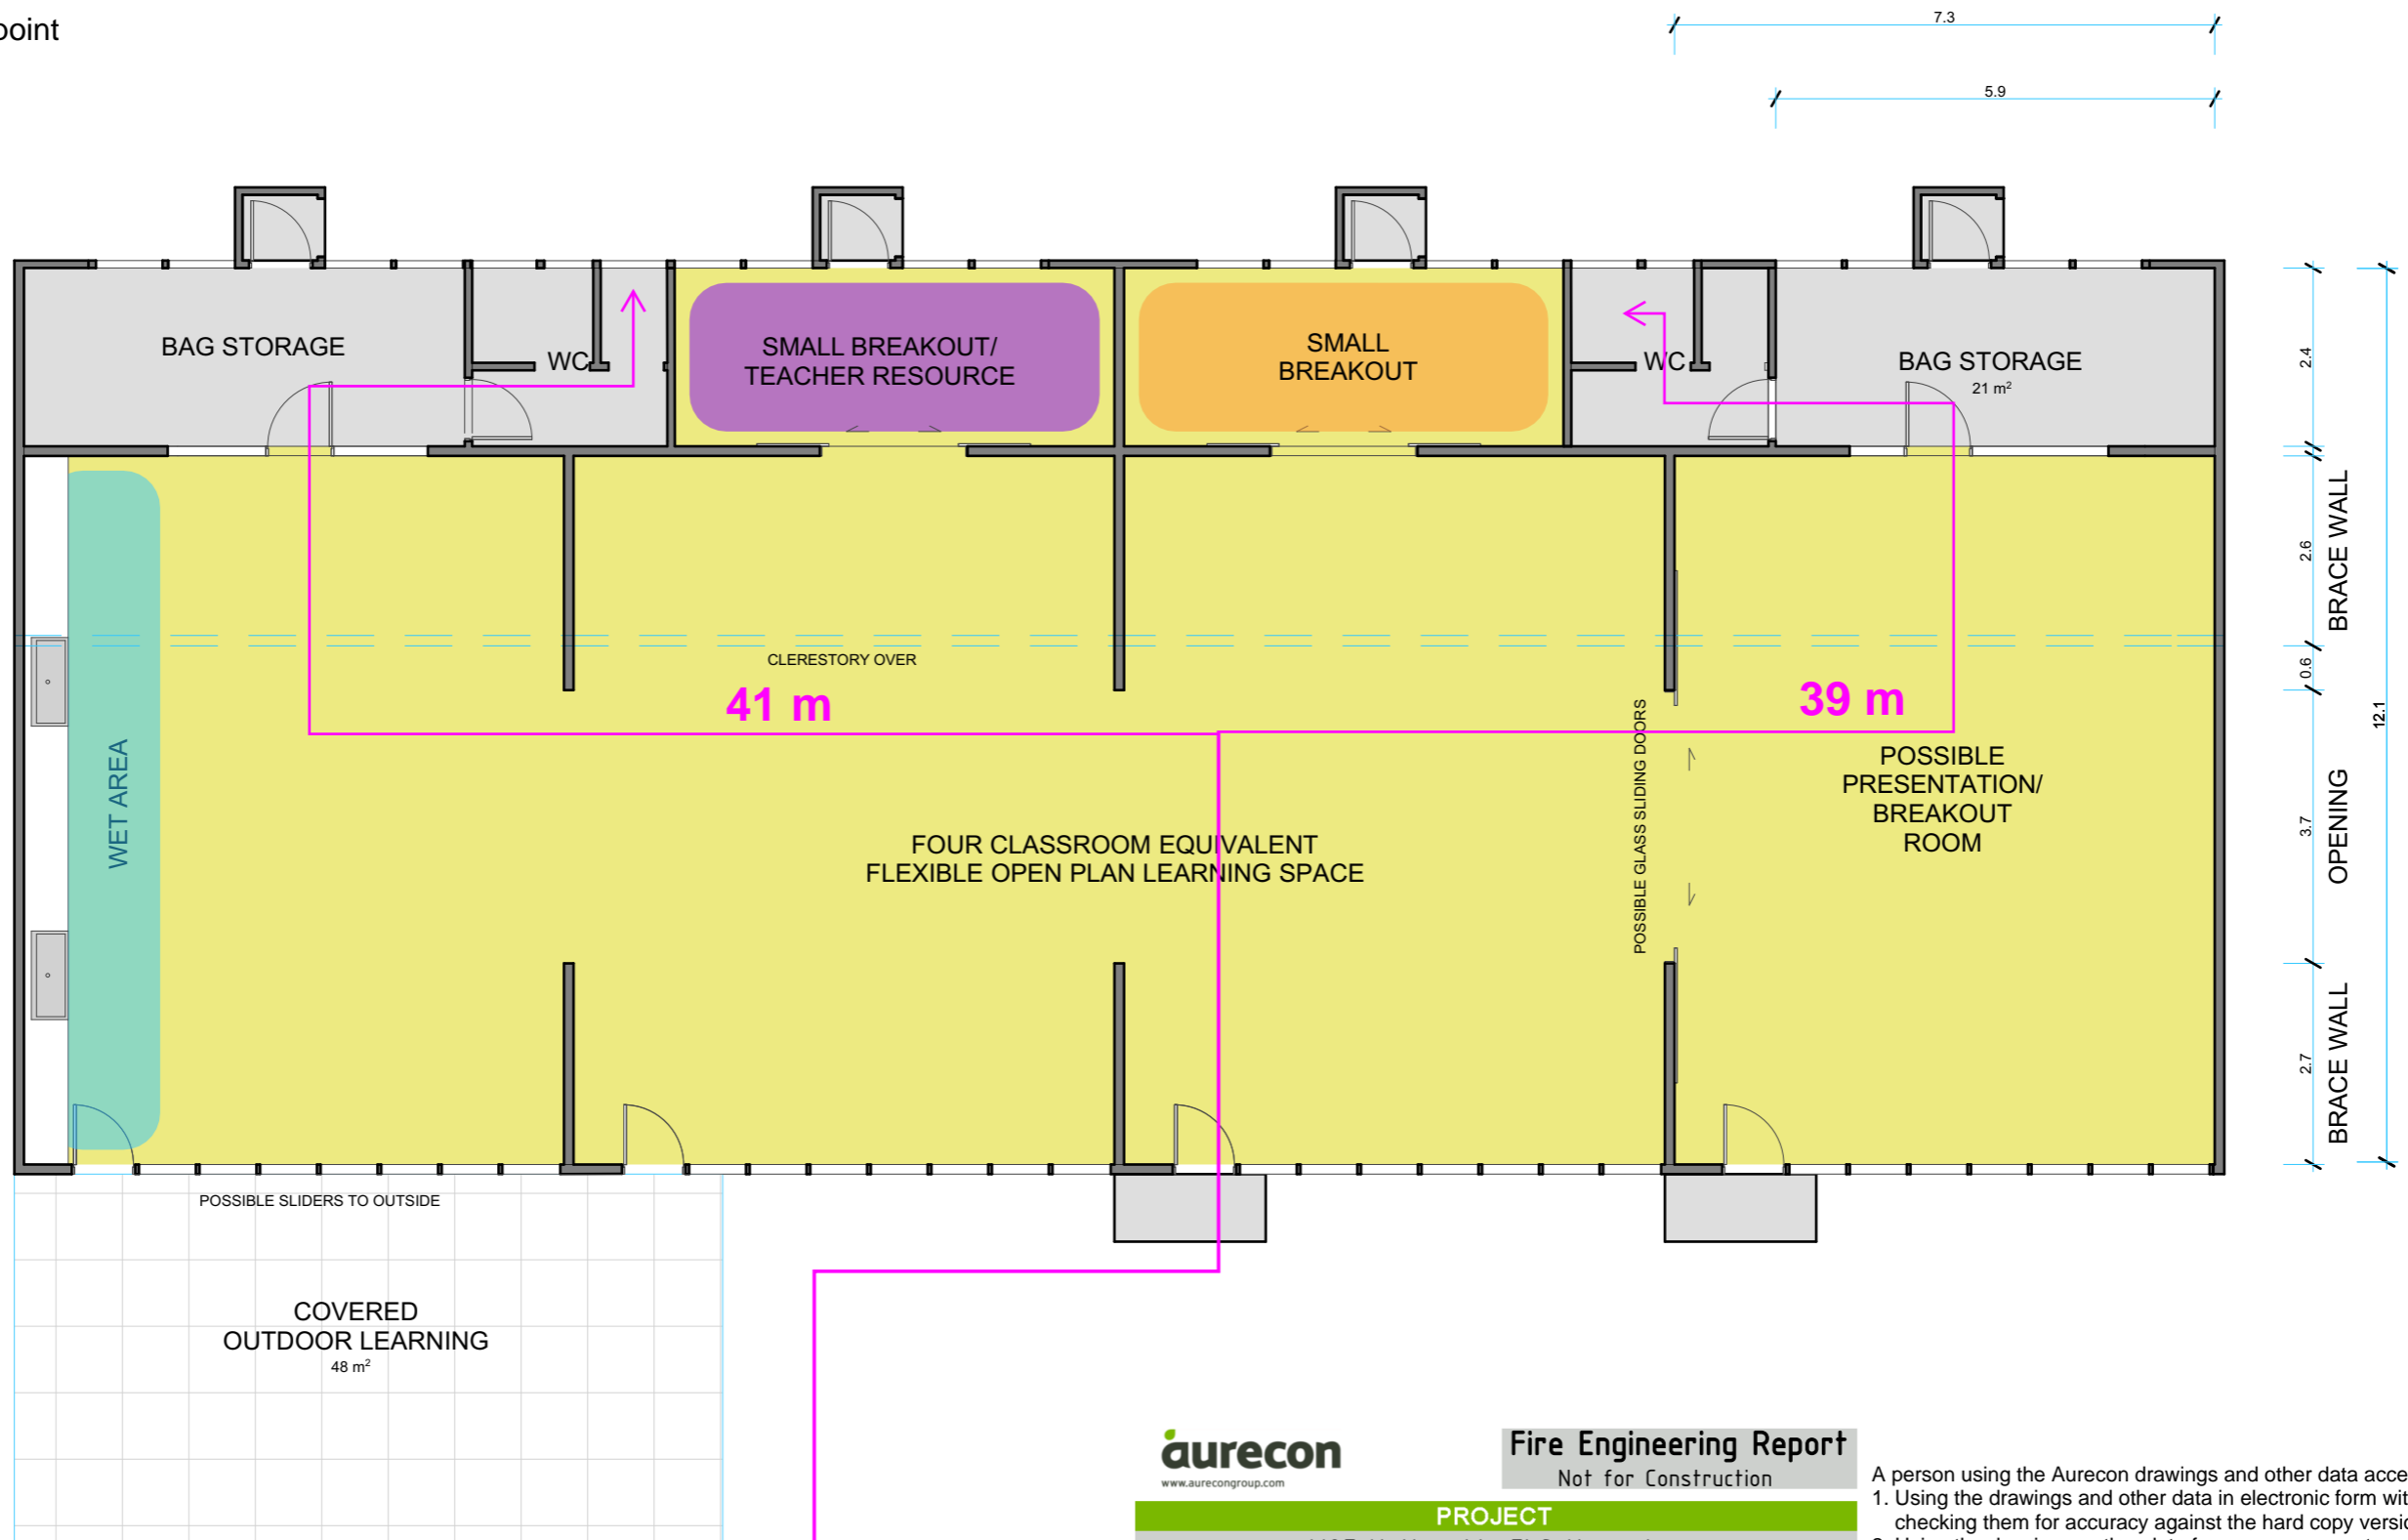 7.3
5.9
BAG STORAGE
WC
SMALL BREAKOUT/
TEACHER RESOURCE
SMALL
BREAKOUT
WC
BAG STORAGE
21 m²
2.4
BRACE WALL
2.6
CLERESTORY OVER
0.6
41 m
39 m
12.1
WET AREA
POSSIBLE GLASS SLIDING DOORS
POSSIBLE
PRESENTATION/
BREAKOUT
ROOM
FOUR CLASSROOM EQUIVALENT
FLEXIBLE OPEN PLAN LEARNING SPACE
3.7
OPENING
2.7
BRACE WALL
POSSIBLE SLIDERS TO OUTSIDE
COVERED
OUTDOOR LEARNING
48 m²
aurecon
www.aurecongroup.com
Fire Engineering Report
Not for Construction
PROJECT
A person using the Aurecon drawings and other data
1. Using the drawings and other data in electronic form
checking them for accuracy against the hard copy